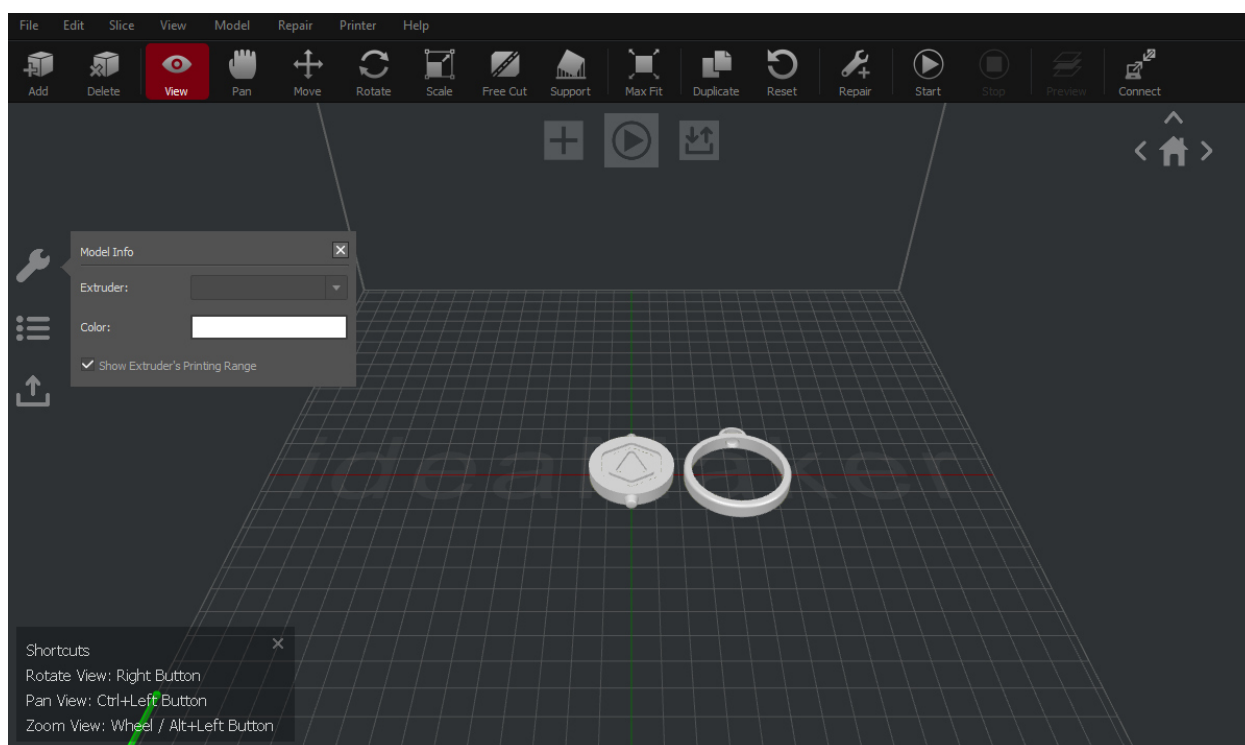 File Edit Slice View Model Repair Printer Help
Add Delete View Pan Move Rotate Scale Free Cut Support Max Fit Duplicate Reset Repair Start Stop Preview Connect
Model Info
Extruder:
Color:
Show Extruder's Printing Range
ideaMaker
Shortcuts
Rotate View: Right Button
Pan View: Ctrl+Left Button
Zoom View: Wheel / Alt+Left Button